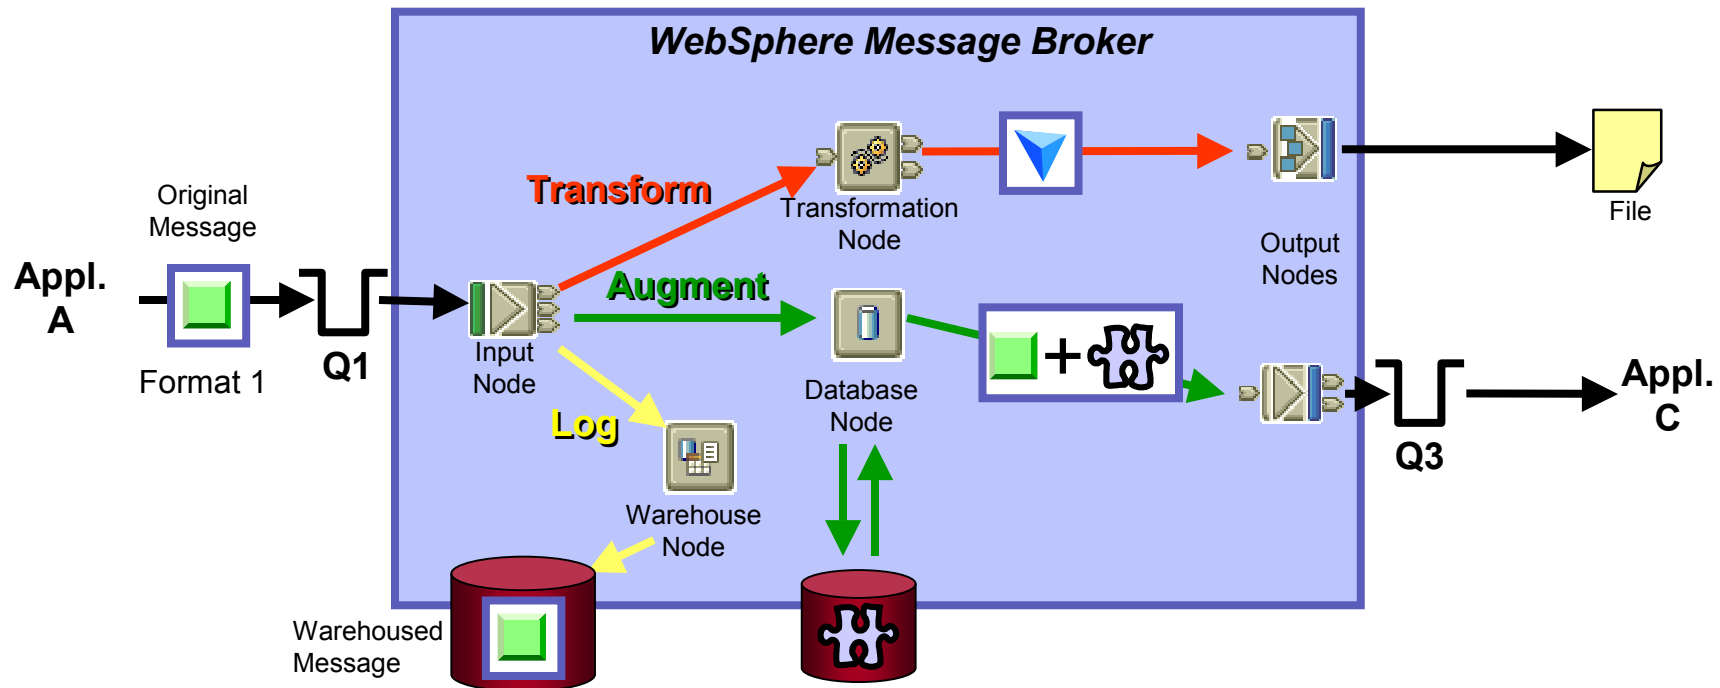 WebSphere Message Broker
Original
Message
Appl.
A
Format 1
Q1
Input
Node
Transform
Augment
Log
Transformation
Node
Database
Node
Warehouse
Node
Warehoused
Message
+
Output
Nodes
File
Q3
Appl.
C